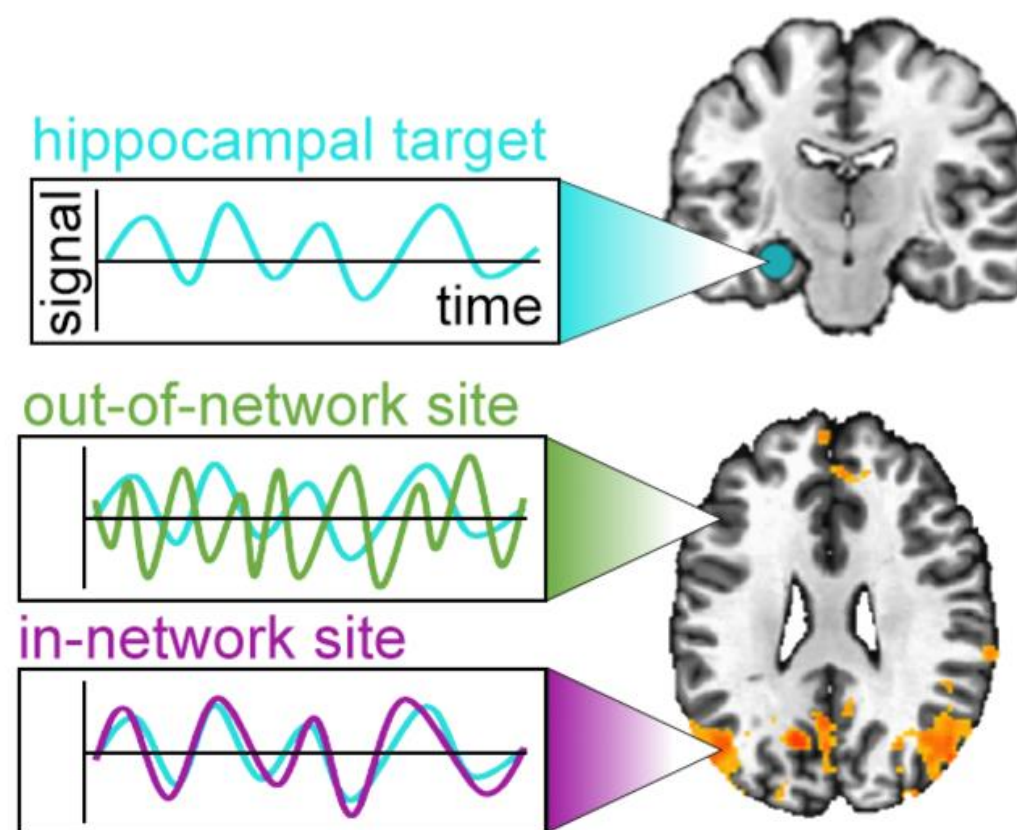 hippocampal target
signal
time
out-of-network site
in-network site